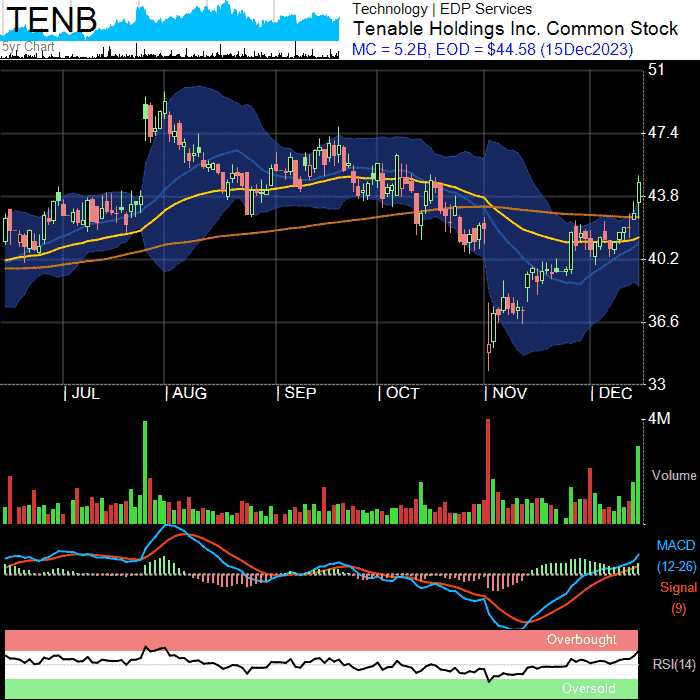 TENB
5yr Chart
Technology | EDP Services
Tenable Holdings Inc. Common Stock
MC = 5.2B, EOD = $44.58 (15Dec2023)
51
47.4
43.8
40.2
36.6
33
| JUL | AUG | SEP | OCT | NOV | DEC
4M
Volume
MACD
(12-26)
Signal
(9)
Overbought
RSI(14)
Oversold